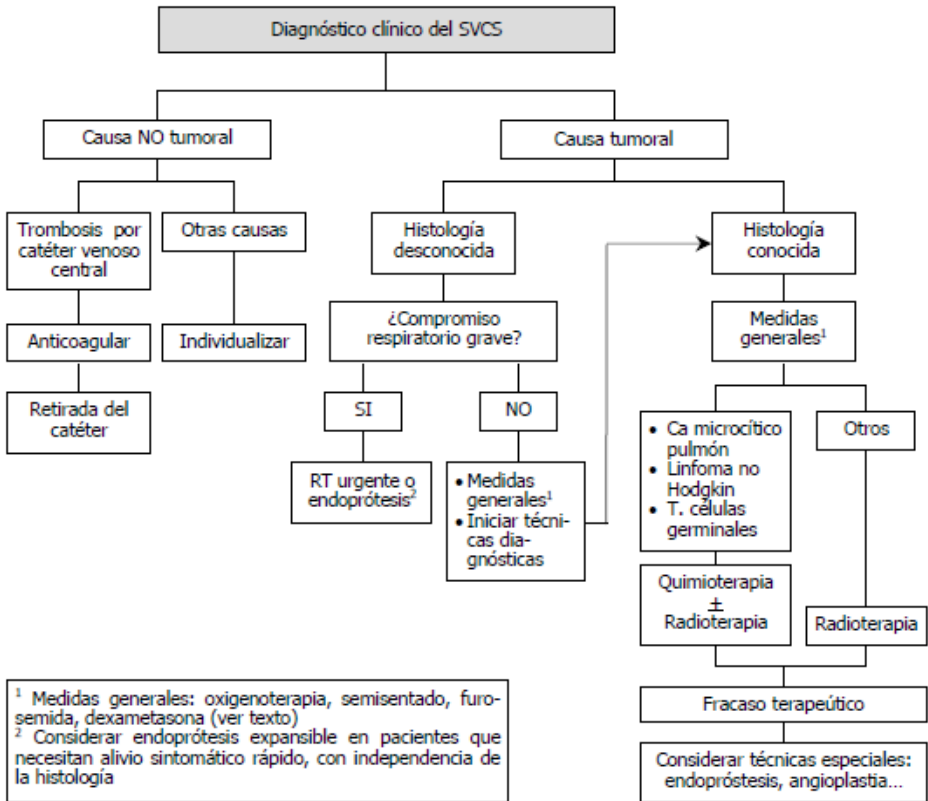 Diagnóstico clínico del SVCS
Causa NO tumoral
Causa tumoral
Trombosis por
catéter venoso
central
Otras causas
Histología
desconocida
Histología
conocida
Anticoagular
Individualizar
¿Compromiso
respiratorio grave?
Medidas
generales¹
Retirada del
catéter
SI
NO
• Ca microcítico
pulmón
• Linfoma no
Hodgkin
• T. células
germinales
Otros
RT urgente o
endoprótesis²
• Medidas
generales¹
• Iniciar técni-
cas dia-
gnósticas
Quimioterapia
±
Radioterapia
Radioterapia
Fracaso terapéutico
Considerar técnicas especiales:
endopróstesis, angioplastia...
¹ Medidas generales: oxigenoterapia, semisentado, furo-
semida, dexametasona (ver texto)
² Considerar endoprótesis expansible en pacientes que
necesitan alivio sintomático rápido, con independencia de
la histología